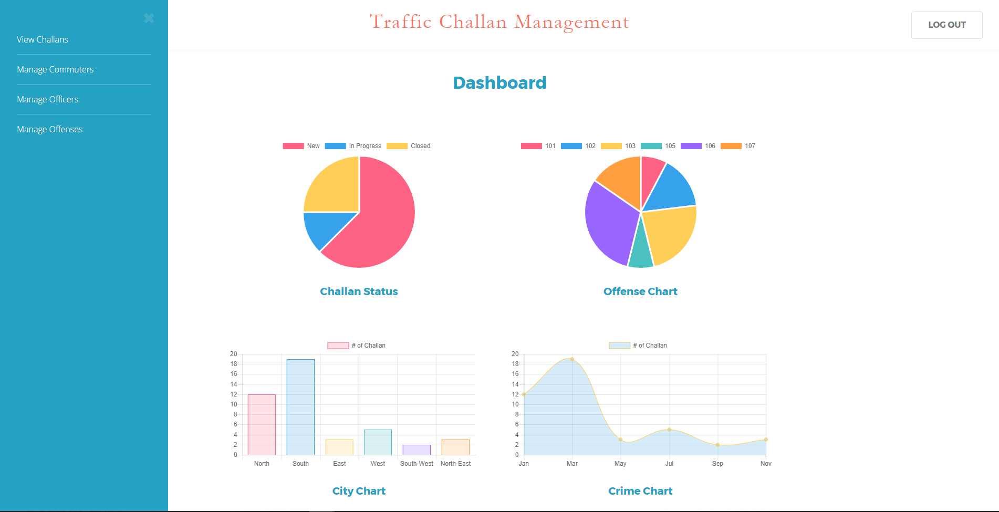 ✖
View Challans
Manage Commuters
Manage Officers
Manage Offenses
Traffic Challan Management
LOG OUT
Dashboard
New In Progress Closed
Challan Status
101 102 103 105 106 107
Offense Chart
# of Challan
20
18
16
14
12
10
8
6
4
2
0
North South East West South-West North-East
City Chart
# of Challan
20
18
16
14
12
10
8
6
4
2
0
Jan Mar May Jul Sep Nov
Crime Chart